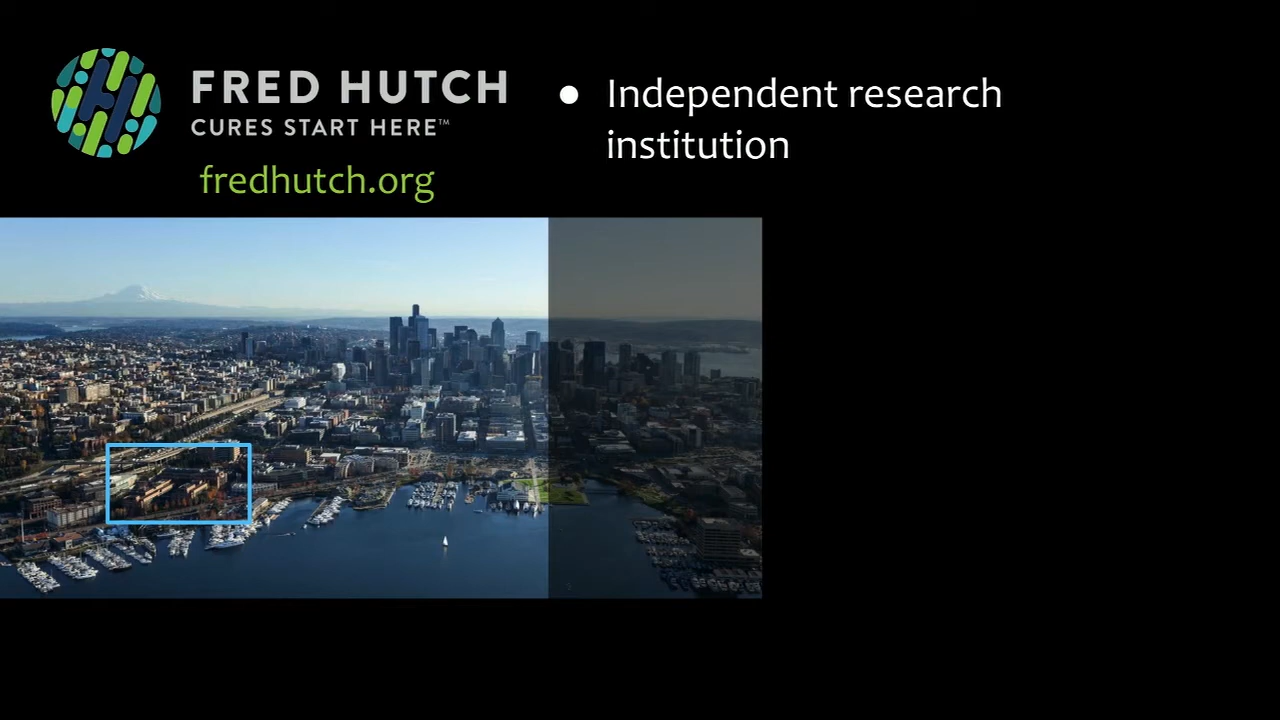 FRED HUTCH
CURES START HERE™
fredhutch.org
● Independent research
institution